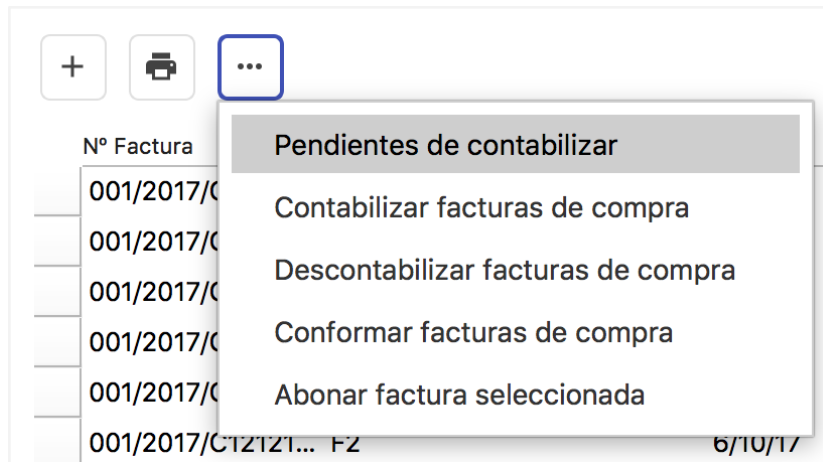 Nº Factura
Pendientes de contabilizar
001/2017/C
Contabilizar facturas de compra
001/2017/C
Descontabilizar facturas de compra
001/2017/C
Conformar facturas de compra
001/2017/C
Abonar factura seleccionada
001/2017/C
001/2017/C12121... F2 6/10/17